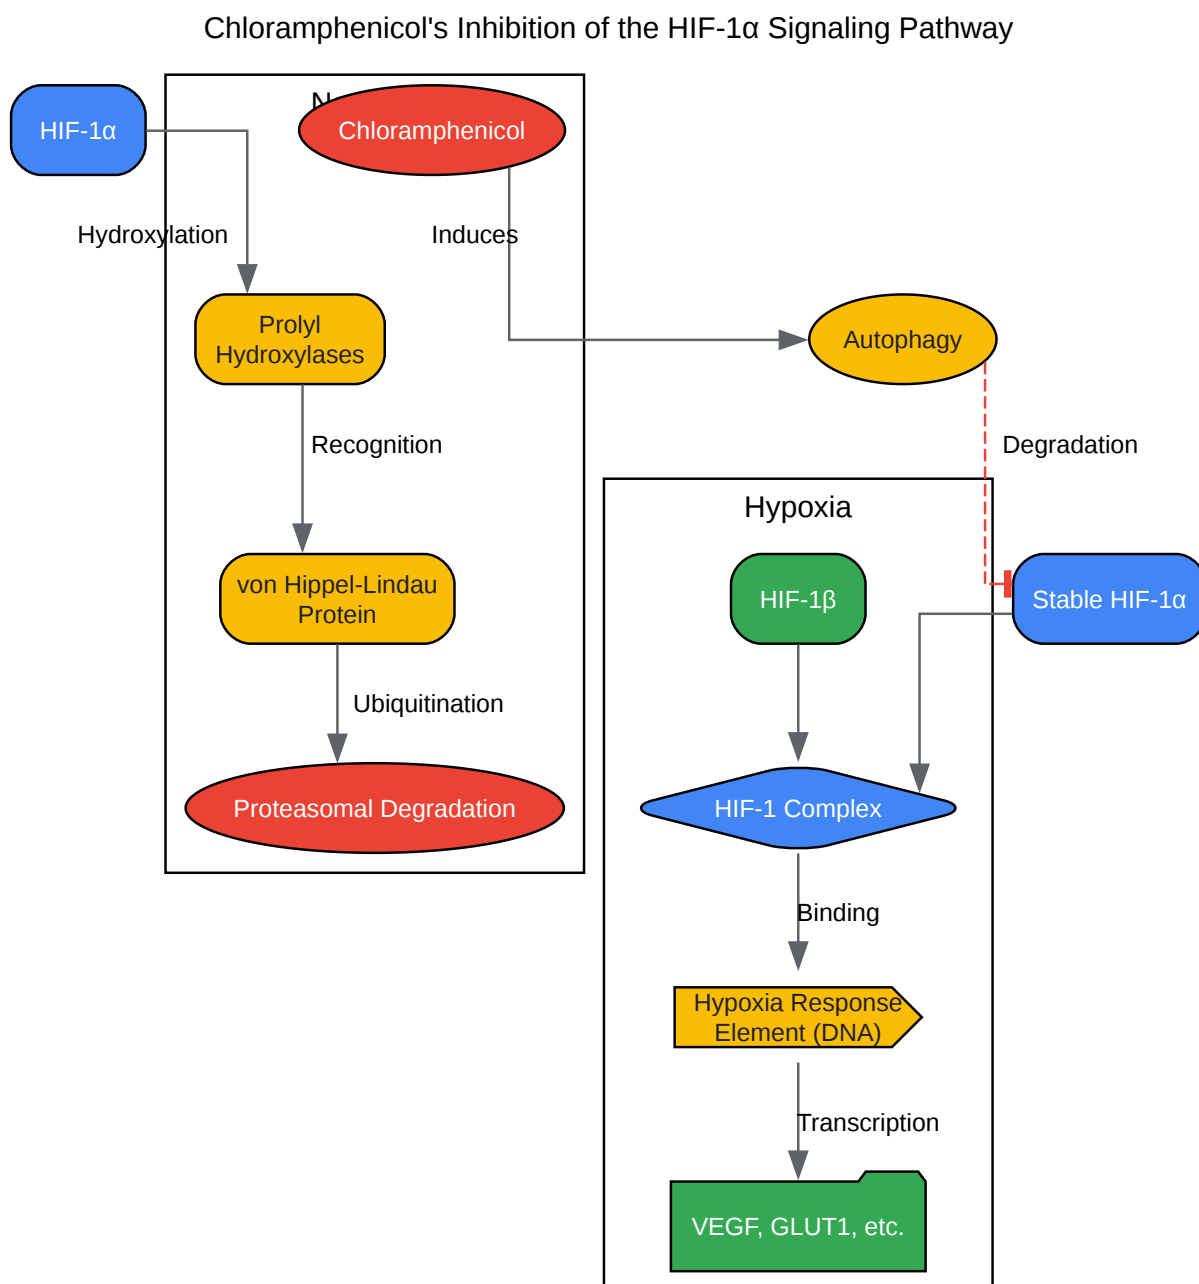 Chloramphenicol's Inhibition of the HIF-1α Signaling Pathway
HIF-1α
Chloramphenicol
Hydroxylation
Induces
Prolyl
Hydroxylases
Autophagy
Recognition
Degradation
Hypoxia
von Hippel-Lindau
Protein
HIF-1β
Stable HIF-1α
Ubiquitination
Proteasomal Degradation
HIF-1 Complex
Binding
Hypoxia Response
Element (DNA)
Transcription
VEGF, GLUT1, etc.